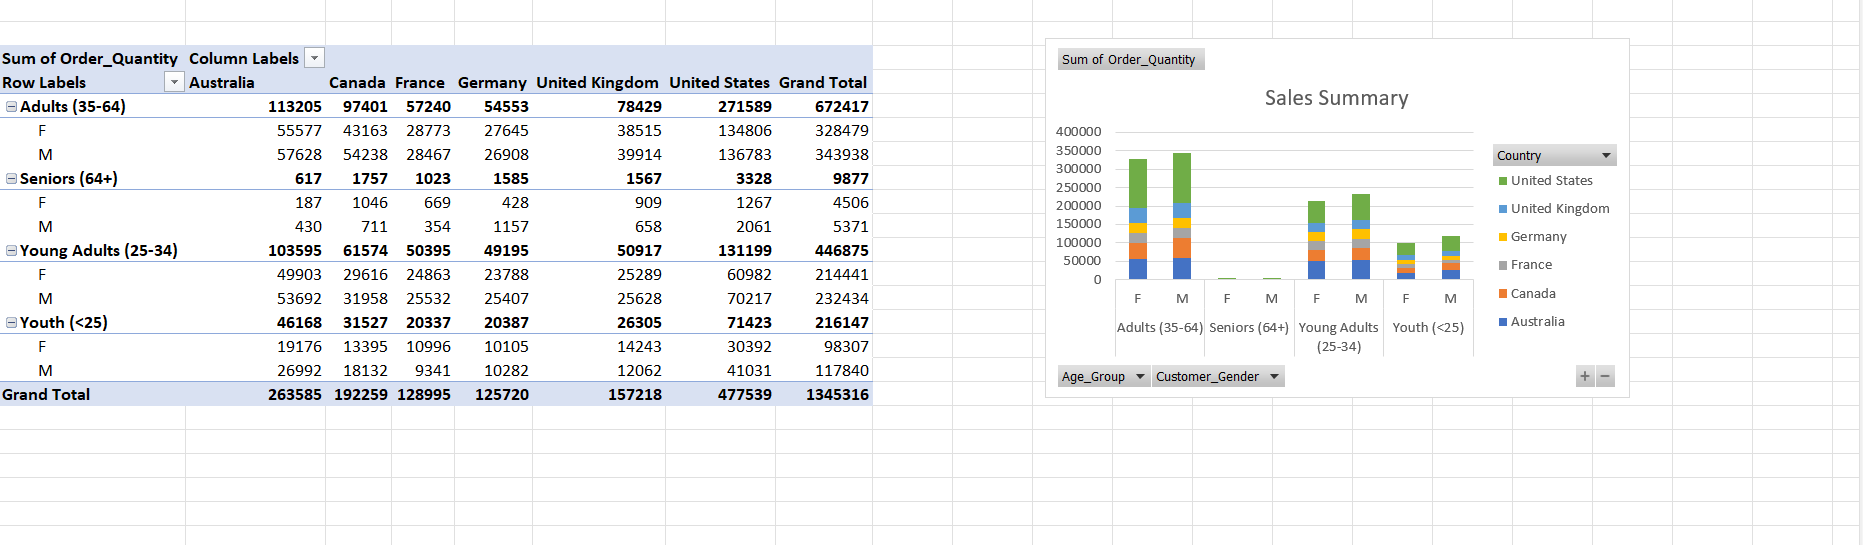 Sum of Order_Quantity Column Labels
Row Labels Australia Canada France Germany United Kingdom United States Grand Total
Adults (35-64) 113205 97401 57240 54553 78429 271589 672417
F 55577 43163 28773 27645 38515 134806 328479
M 57628 54238 28467 26908 39914 136783 343938
Seniors (64+) 617 1757 1023 1585 1567 3328 9877
F 187 1046 669 428 909 1267 4506
M 430 711 354 1157 658 2061 5371
Young Adults (25-34) 103595 61574 50395 49195 50917 131199 446875
F 49903 29616 24863 23788 25289 60982 214441
M 53692 31958 25532 25407 25628 70217 232434
Youth (<25) 46168 31527 20337 20387 26305 71423 216147
F 19176 13395 10996 10105 14243 30392 98307
M 26992 18132 9341 10282 12062 41031 117840
Grand Total 263585 192259 128995 125720 157218 477539 1345316
Sum of Order_Quantity
Sales Summary
400000
350000
300000
250000
200000
150000
100000
50000
0
F M F M F M F M
Adults (35-64) Seniors (64+) Young Adults Youth (<25)
(25-34)
Country
United States
United Kingdom
Germany
France
Canada
Australia
Age_Group Customer_Gender + −